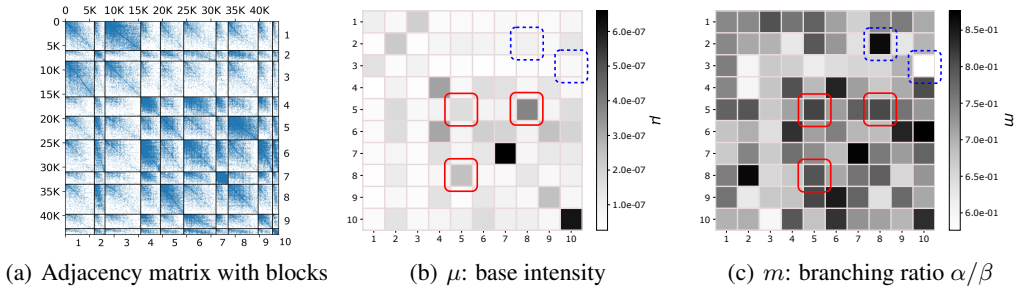 0 5K 10K 15K 20K 25K 30K 35K 40K
0
5K
10K
15K
20K
25K
30K
35K
40K
1
2
3
4
5
6
7
8
9
10
1 2 3 4 5 6 7 8 9
(a) Adjacency matrix with blocks
1
2
3
4
5
6
7
8
9
10
1 2 3 4 5 6 7 8 9 10
6.0e-07
5.0e-07
4.0e-07
3.0e-07
2.0e-07
1.0e-07
μ
(b) μ: base intensity
1
2
3
4
5
6
7
8
9
10
1 2 3 4 5 6 7 8 9 10
8.5e-01
8.0e-01
7.5e-01
7.0e-01
6.5e-01
6.0e-01
m
(c) m: branching ratio α/β